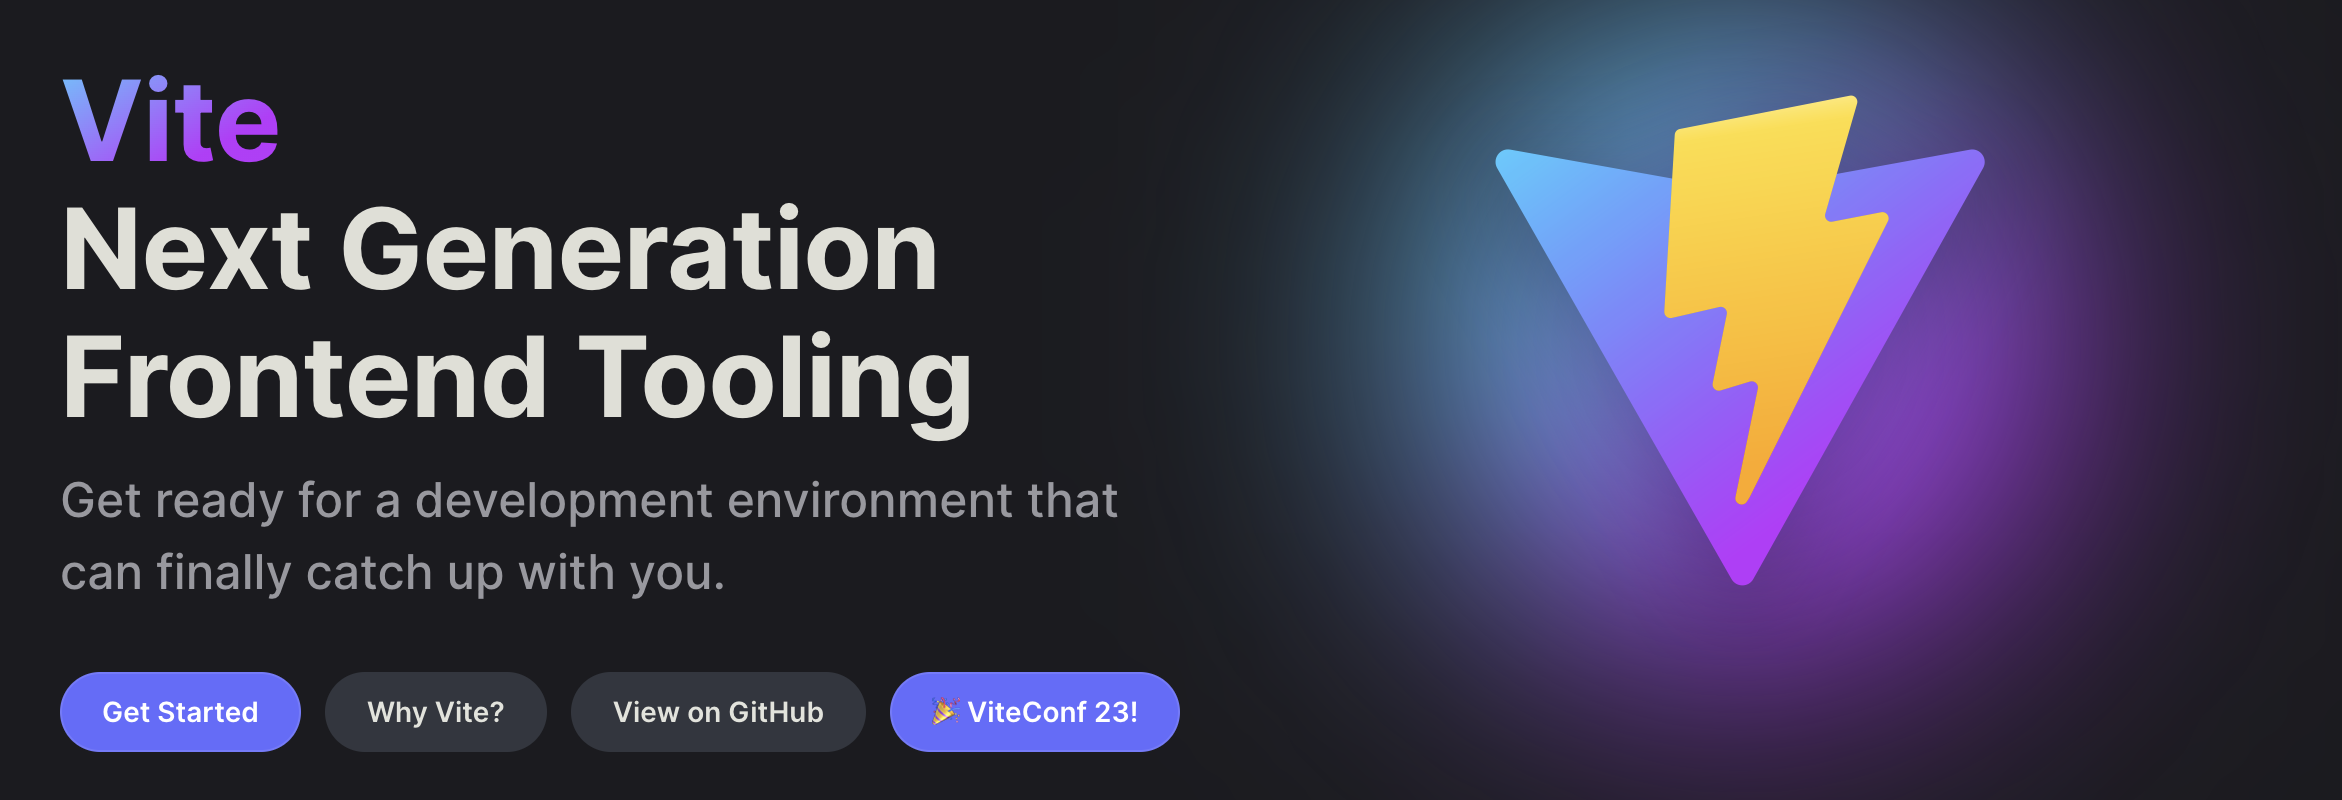 Vite
Next Generation
Frontend Tooling
Get ready for a development environment that
can finally catch up with you.
Get Started
Why Vite?
View on GitHub
🎉 ViteConf 23!